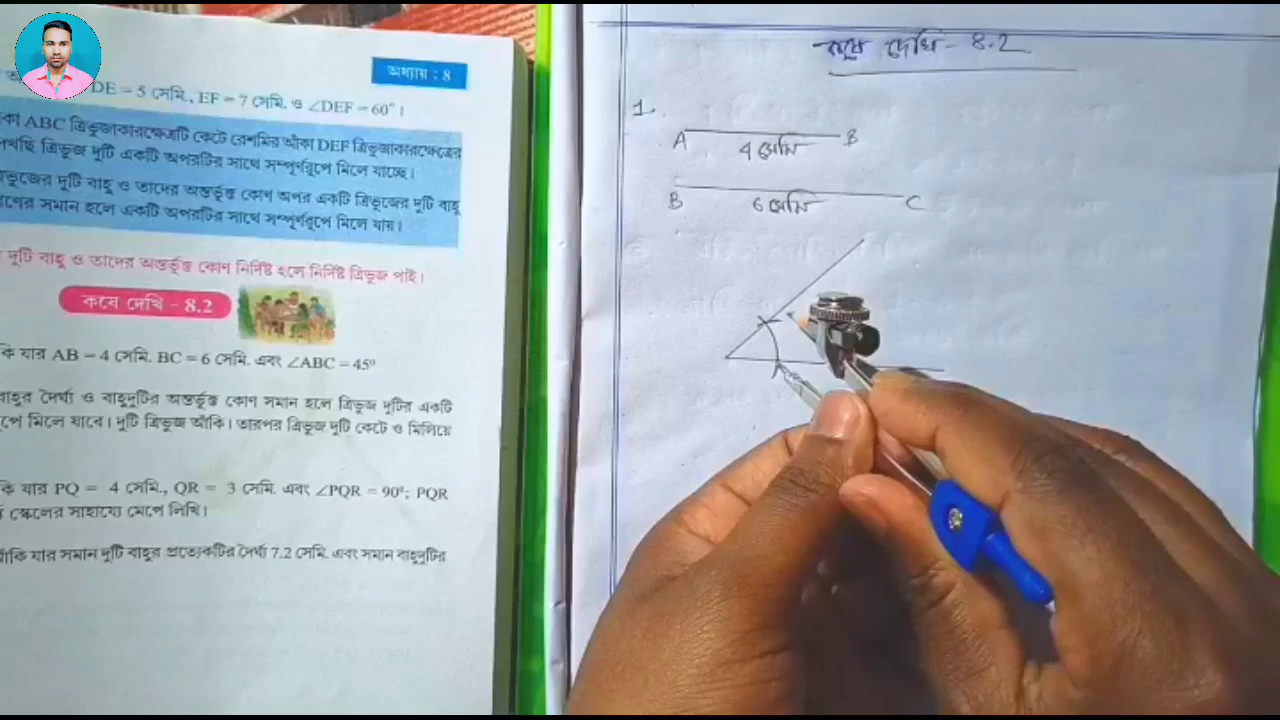 অধ্যায় : 8
DE = 5 সেমি., EF = 7 সেমি. ও ∠DEF = 60° ।
ABC ত্রিভুজাকারক্ষেত্রটি কেটে রেশমির আঁকা DEF ত্রিভুজাকারক্ষেত্রের
ত্রিভুজ দুটি একটি অপরটির সাথে সম্পূর্ণরূপে মিলে যাচ্ছে।
দুটি বাহু ও তাদের অন্তর্ভুক্ত কোণ অপর একটি ত্রিভুজের দুটি বাহু
সমান হলে একটি অপরটির সাথে সম্পূর্ণরূপে মিলে যায়।
দুটি বাহু ও তাদের অন্তর্ভুক্ত কোণ নির্দিষ্ট হলে নির্দিষ্ট ত্রিভুজ পাই।
কষে দেখি - 8.2
যার AB = 4 সেমি. BC = 6 সেমি. এবং ∠ABC = 45°
দৈর্ঘ্য ও বাহুদুটির অন্তর্ভুক্ত কোণ সমান হলে ত্রিভুজ দুটির একটি
মিলে যাবে। দুটি ত্রিভুজ আঁকি। তারপর ত্রিভুজ দুটি কেটে ও মিলিয়ে
যার PQ = 4 সেমি., QR = 3 সেমি. এবং ∠PQR = 90°; PQR
স্কেলের সাহায্যে মেপে লিখি।
যার সমান দুটি বাহুর প্রত্যেকটির দৈর্ঘ্য 7.2 সেমি. এবং সমান বাহুদুটির
কষে দেখি - 8.2
1.
A 4 সেমি B
B 6 সেমি C